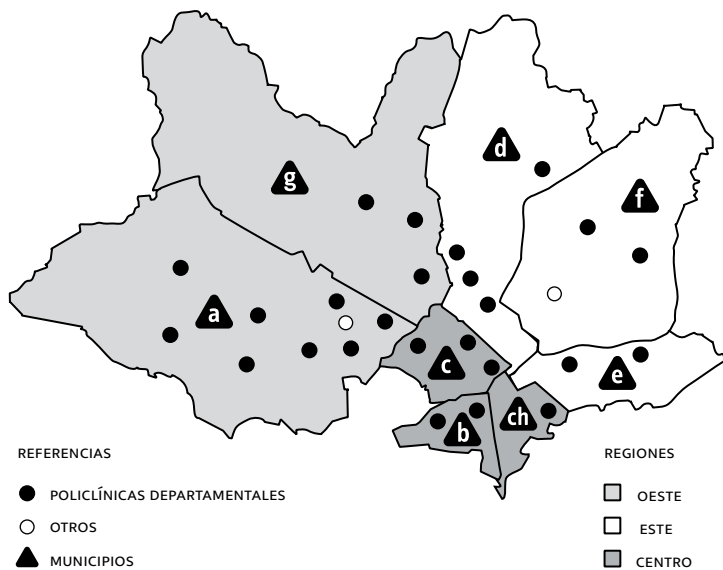 d
g
f
a
c
e
ch
b
REFERENCIAS
POLICLÍNICAS DEPARTAMENTALES
OTROS
MUNICIPIOS
REGIONES
OESTE
ESTE
CENTRO